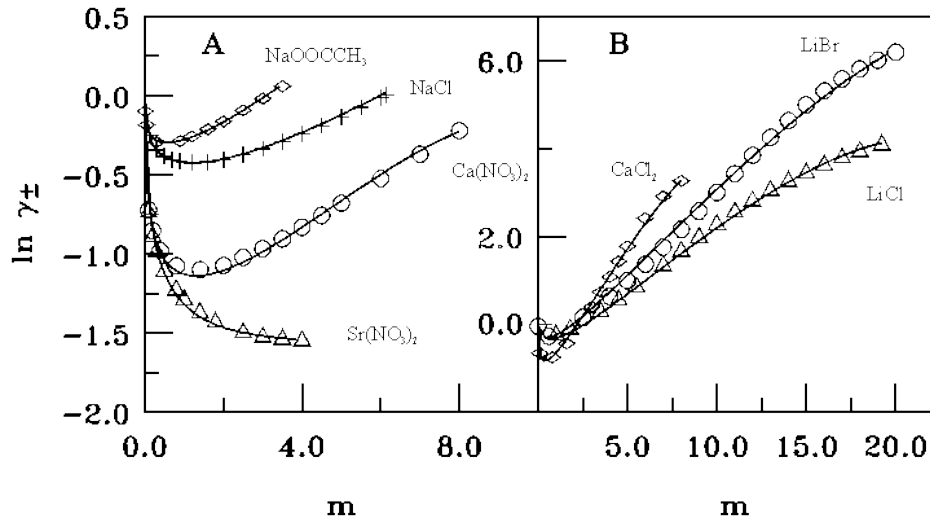 0.5
A
NaOOCCH₃
0.0
NaCl
−0.5
Ca(NO₃)₂
ln γ±
−1.0
−1.5
Sr(NO₃)₂
−2.0
0.0 4.0 8.0
m
B
LiBr
6.0
CaCl₂
LiCl
2.0
0.0
5.0 10.0 15.0 20.0
m